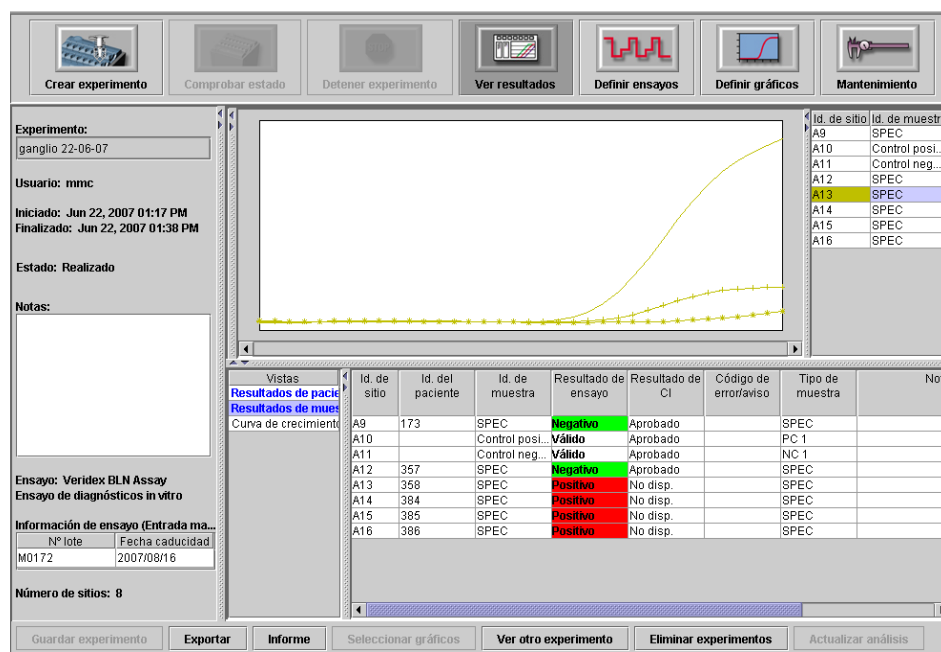 Crear experimento
Comprobar estado
Detener experimento
Ver resultados
Definir ensayos
Definir gráficos
Mantenimiento
Experimento:
ganglio 22-06-07
Usuario: mmc
Iniciado: Jun 22, 2007 01:17 PM
Finalizado: Jun 22, 2007 01:38 PM
Estado: Realizado
Notas:
Ensayo: Veridex BLN Assay
Ensayo de diagnósticos in vitro
Información de ensayo (Entrada ma...
Nº lote Fecha caducidad
M0172 2007/08/16
Número de sitios: 8
Id. de sitio Id. de muestr
A9 SPEC
A10 Control posi...
A11 Control neg...
A12 SPEC
A13 SPEC
A14 SPEC
A15 SPEC
A16 SPEC
Vistas
Resultados de pacie
Resultados de mues
Curva de crecimiento
Id. de sitio Id. del paciente Id. de muestra Resultado de ensayo Resultado de CI Código de error/aviso Tipo de muestra No
A9 173 SPEC Negativo Aprobado SPEC
A10 Control posi... Válido Aprobado PC 1
A11 Control neg... Válido Aprobado NC 1
A12 357 SPEC Negativo Aprobado SPEC
A13 358 SPEC Positivo No disp. SPEC
A14 384 SPEC Positivo No disp. SPEC
A15 385 SPEC Positivo No disp. SPEC
A16 386 SPEC Positivo No disp. SPEC
Guardar experimento
Exportar
Informe
Seleccionar gráficos
Ver otro experimento
Eliminar experimentos
Actualizar análisis